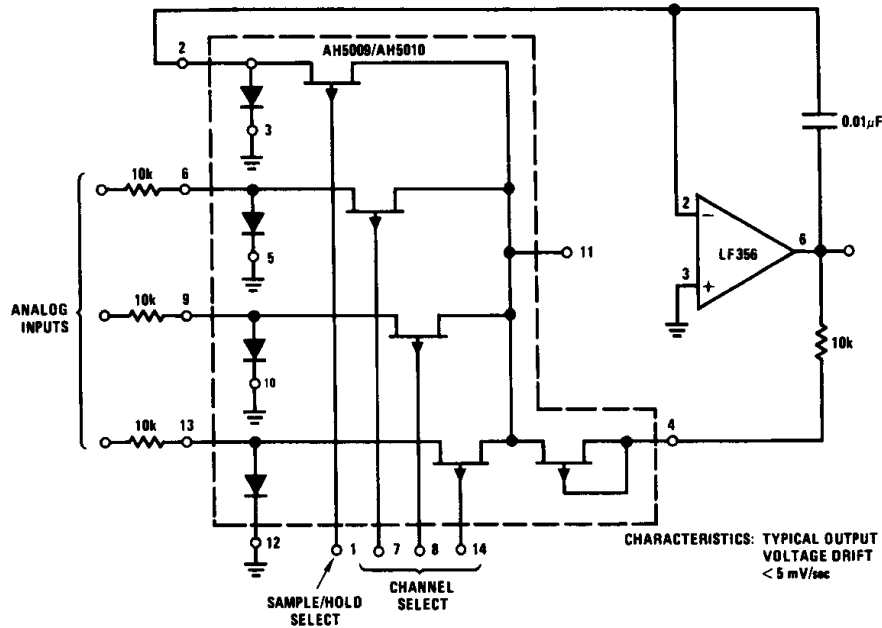 AH5009/AH5010
2
3
0.01μF
10k
6
5
2
LF356
6
3
+
−
11
ANALOG
INPUTS
10k
9
10
10k
10k
13
4
12
1
7
8
14
SAMPLE/HOLD
SELECT
CHANNEL
SELECT
CHARACTERISTICS: TYPICAL OUTPUT
VOLTAGE DRIFT
< 5 mV/sec